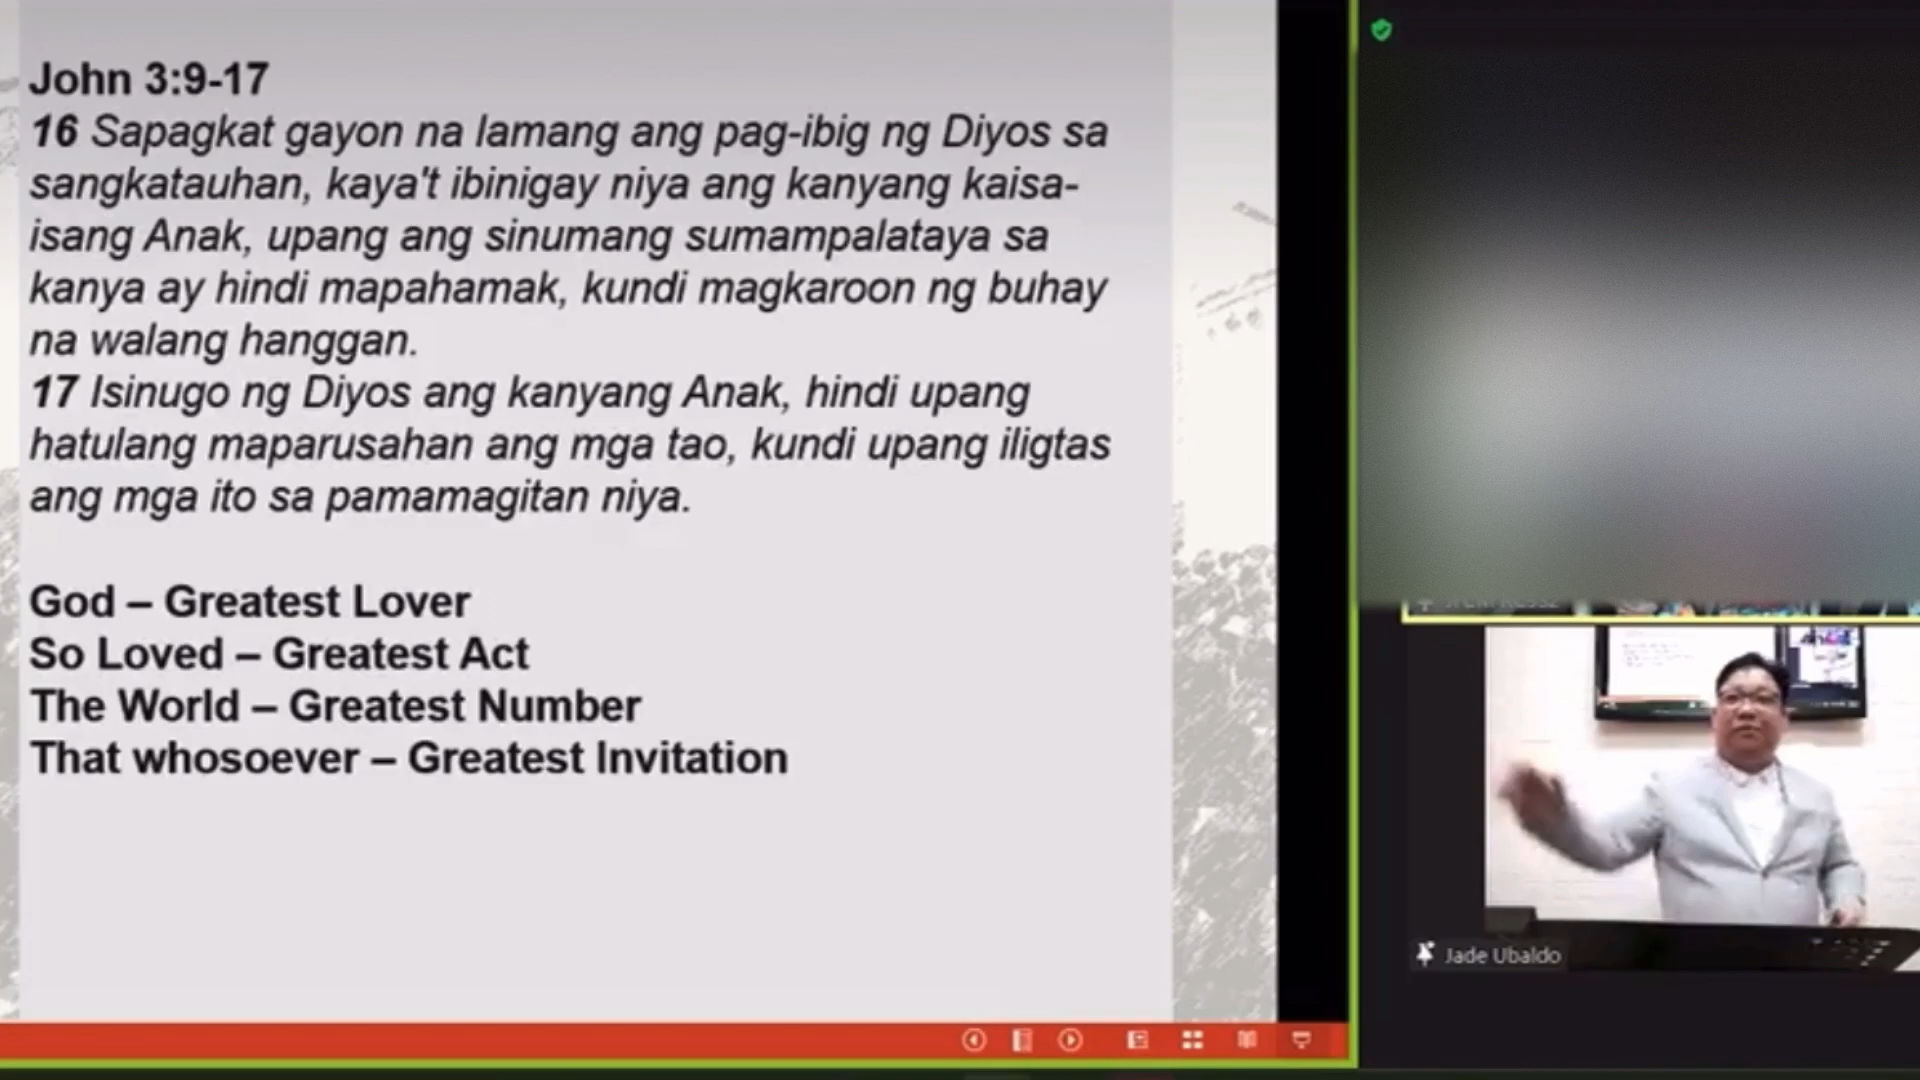 John 3:9-17
16 Sapagkat gayon na lamang ang pag-ibig ng Diyos sa
sangkatauhan, kaya't ibinigay niya ang kanyang kaisa-
isang Anak, upang ang sinumang sumampalataya sa
kanya ay hindi mapahamak, kundi magkaroon ng buhay
na walang hanggan.
17 Isinugo ng Diyos ang kanyang Anak, hindi upang
hatulang maparusahan ang mga tao, kundi upang iligtas
ang mga ito sa pamamagitan niya.
God – Greatest Lover
So Loved – Greatest Act
The World – Greatest Number
That whosoever – Greatest Invitation
Jade Ubaldo